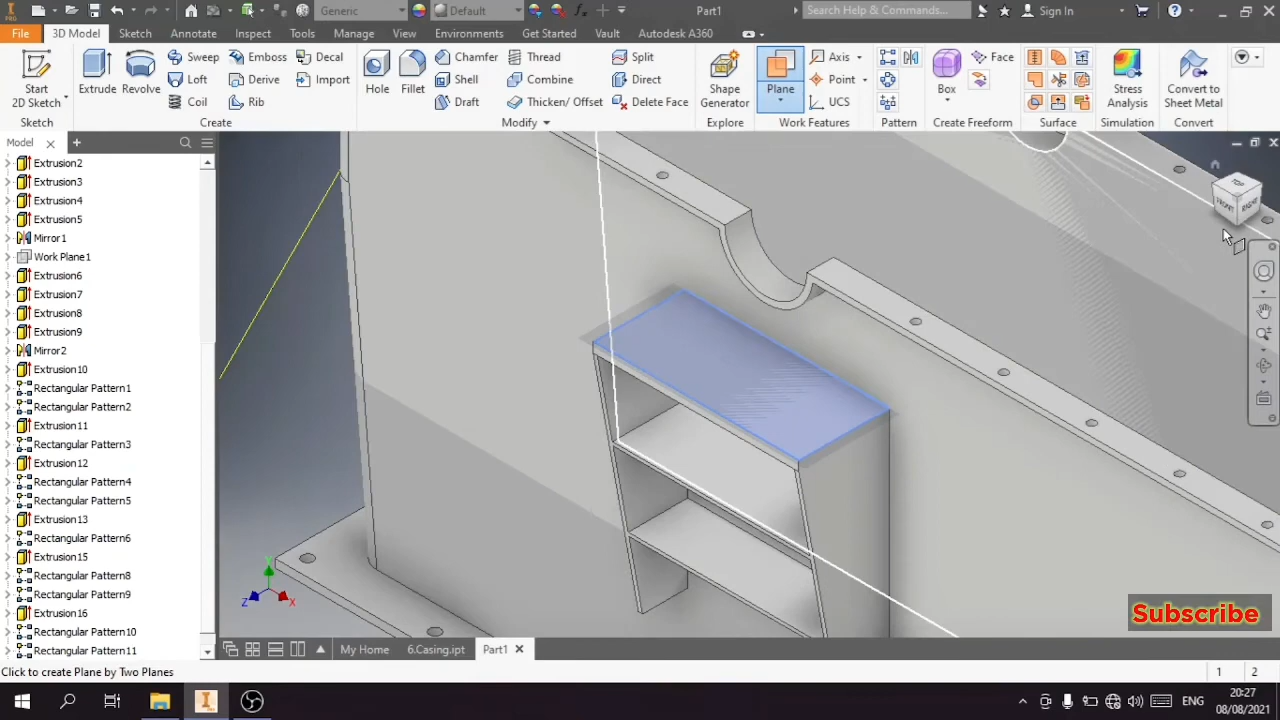 PRO
Generic
Default
Part1
Search Help & Commands...
Sign In
File
3D Model
Sketch
Annotate
Inspect
Tools
Manage
View
Environments
Get Started
Vault
Autodesk A360
Start
2D Sketch
Sketch
Extrude
Revolve
Sweep
Loft
Coil
Emboss
Derive
Rib
Decal
Import
Create
Hole
Fillet
Chamfer
Shell
Draft
Thread
Combine
Thicken/ Offset
Split
Direct
Delete Face
Modify
Shape
Generator
Explore
Plane
Axis
Point
UCS
Work Features
Pattern
Box
Face
Create Freeform
Surface
Stress
Analysis
Simulation
Convert to
Sheet Metal
Convert
Model
Extrusion2
Extrusion3
Extrusion4
Extrusion5
Mirror1
Work Plane1
Extrusion6
Extrusion7
Extrusion8
Extrusion9
Mirror2
Extrusion10
Rectangular Pattern1
Rectangular Pattern2
Extrusion11
Rectangular Pattern3
Extrusion12
Rectangular Pattern4
Rectangular Pattern5
Extrusion13
Rectangular Pattern6
Extrusion15
Rectangular Pattern8
Rectangular Pattern9
Extrusion16
Rectangular Pattern10
Rectangular Pattern11
TOP
FRONT
RIGHT
Y
Z
X
Subscribe
My Home
6.Casing.ipt
Part1
Click to create Plane by Two Planes
1
2
ENG
20:27
08/08/2021